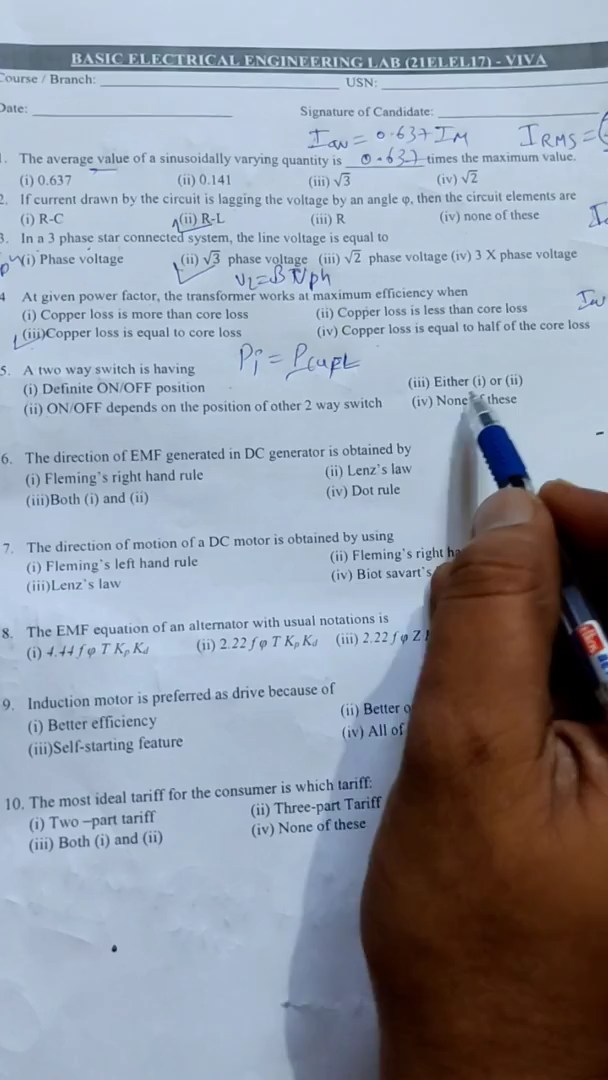 BASIC ELECTRICAL ENGINEERING LAB (21ELEL17) - VIVA
Course / Branch: USN:
Date: Signature of Candidate:
Iav = 0.637 IM IRMS =
1. The average value of a sinusoidally varying quantity is 0.637 times the maximum value.
(i) 0.637 (ii) 0.141 (iii) √3 (iv) √2
2. If current drawn by the circuit is lagging the voltage by an angle φ, then the circuit elements are
(i) R-C (ii) R-L (iii) R (iv) none of these
3. In a 3 phase star connected system, the line voltage is equal to
(i) Phase voltage (ii) √3 phase voltage (iii) √2 phase voltage (iv) 3 X phase voltage
4 At given power factor, the transformer works at maximum efficiency when
(i) Copper loss is more than core loss (ii) Copper loss is less than core loss
(iii)Copper loss is equal to core loss (iv) Copper loss is equal to half of the core loss
5. A two way switch is having
(i) Definite ON/OFF position (iii) Either (i) or (ii)
(ii) ON/OFF depends on the position of other 2 way switch (iv) None these
6. The direction of EMF generated in DC generator is obtained by
(i) Fleming's right hand rule (ii) Lenz's law
(iii)Both (i) and (ii) (iv) Dot rule
7. The direction of motion of a DC motor is obtained by using
(i) Fleming's left hand rule (ii) Fleming's right
(iii)Lenz's law (iv) Biot savart's
8. The EMF equation of an alternator with usual notations is
(i) 4.44 f φ T Kp Kd (ii) 2.22 f φ T Kp Kd (iii) 2.22 f φ Z
9. Induction motor is preferred as drive because of
(i) Better efficiency (ii) Better
(iii)Self-starting feature (iv) All of
10. The most ideal tariff for the consumer is which tariff:
(i) Two –part tariff (ii) Three-part Tariff
(iii) Both (i) and (ii) (iv) None of these